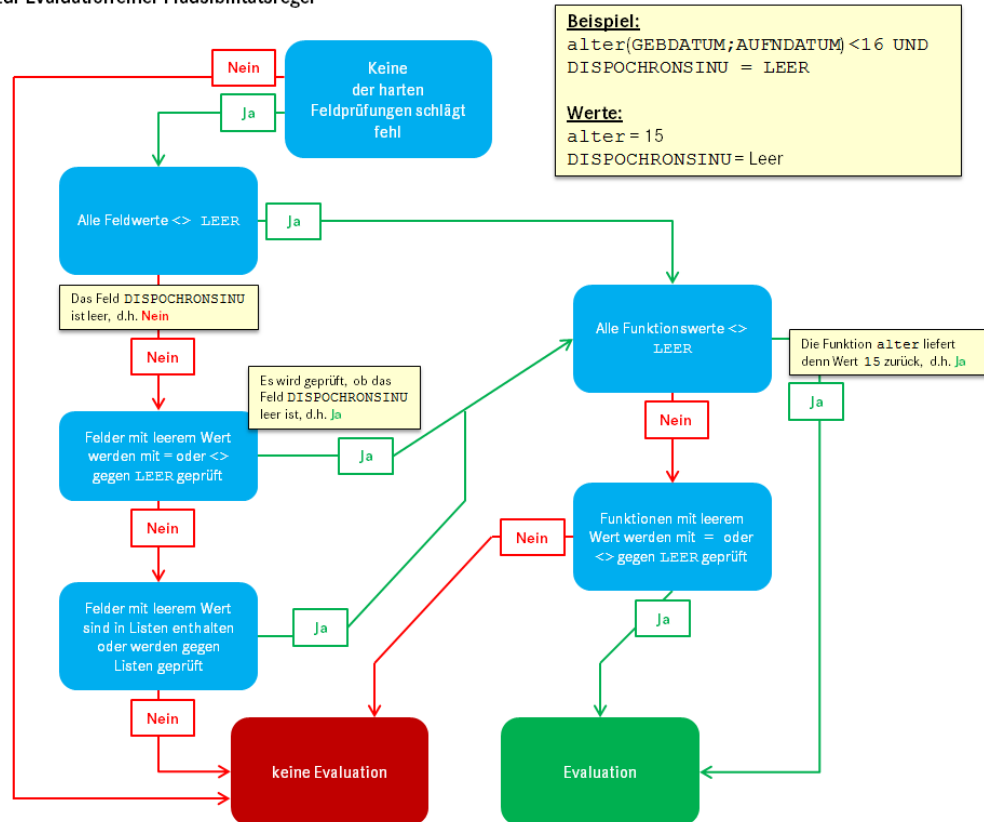 zur Evaluation einer Plausibilitätsregel
Beispiel:
alter(GEBDATUM;AUFNDATUM)<16 UND
DISPOCHRONSINU = LEER
Werte:
alter = 15
DISPOCHRONSINU = Leer
Nein
Keine
der harten
Feldprüfungen schlägt
fehl
Ja
Alle Feldwerte <> LEER
Ja
Das Feld DISPOCHRONSINU
ist leer, d.h. Nein
Nein
Alle Funktionswerte <>
LEER
Die Funktion alter liefert
denn Wert 15 zurück, d.h. Ja
Es wird geprüft, ob das
Feld DISPOCHRONSINU
leer ist, d.h. Ja
Ja
Nein
Felder mit leerem Wert
werden mit = oder <>
gegen LEER geprüft
Ja
Nein
Funktionen mit leerem
Wert werden mit = oder
<> gegen LEER geprüft
Nein
Felder mit leerem Wert
sind in Listen enthalten
oder werden gegen
Listen geprüft
Ja
Ja
Nein
keine Evaluation
Evaluation